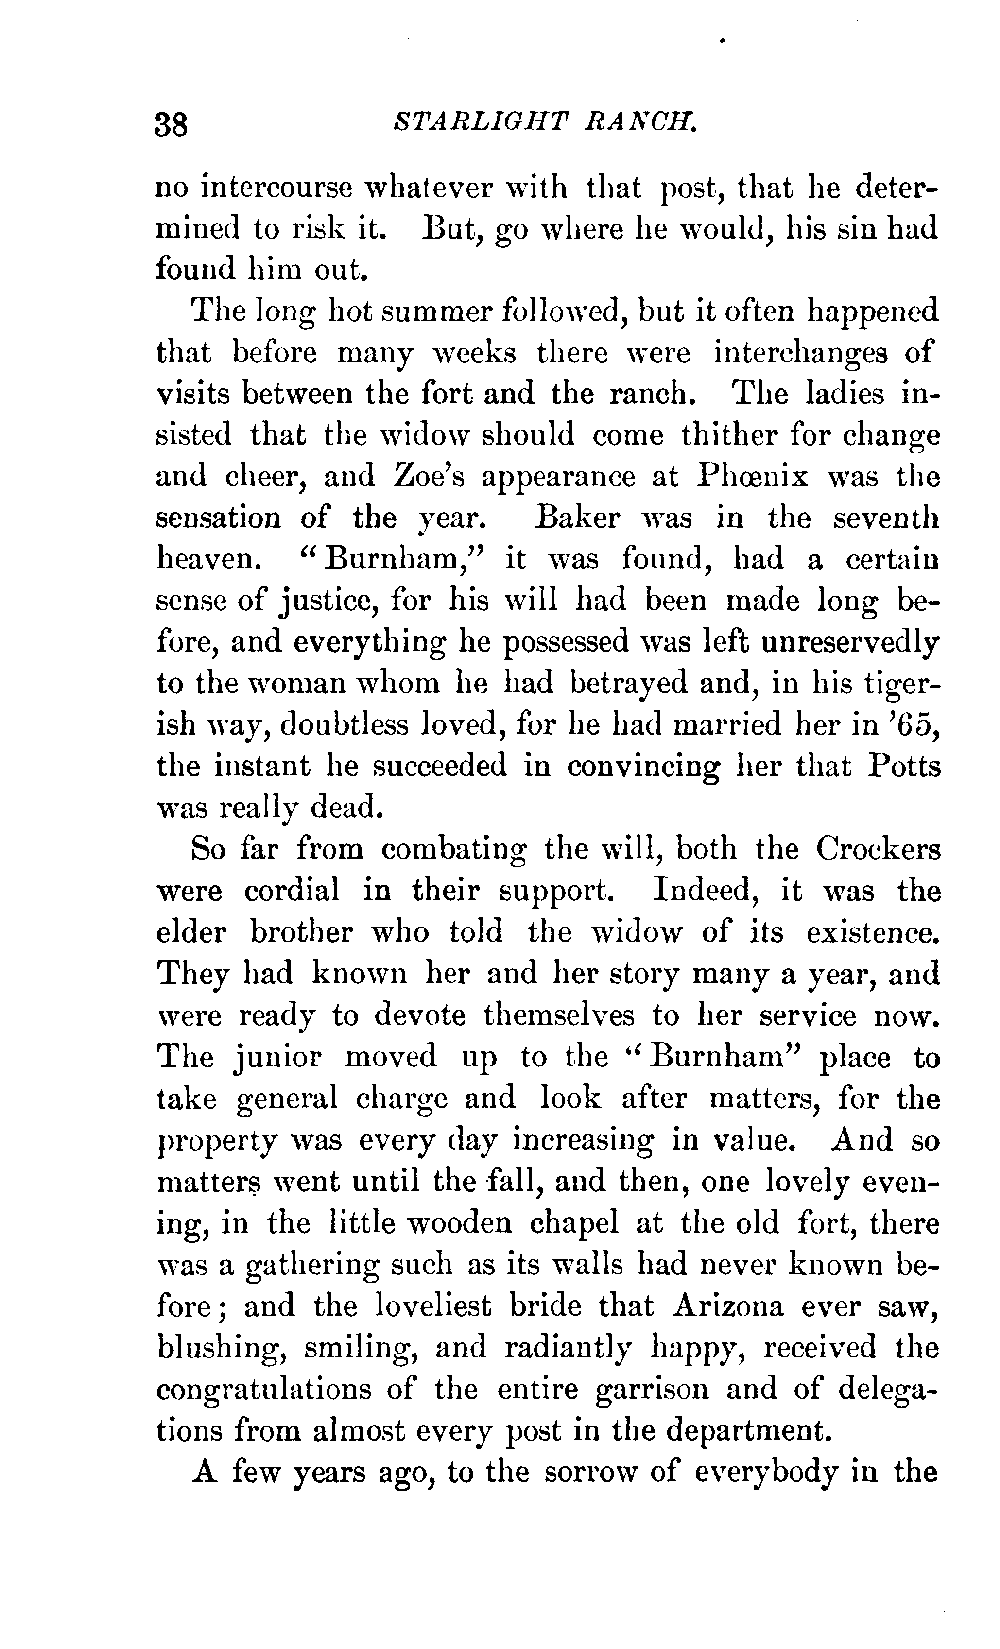 38 STARLIGHT RANCH.
no intercourse whatever with that post, that he deter-
mined to risk it. But, go where he would, his sin had
found him out.
The long hot summer followed, but it often happened
that before many weeks there were interchanges of
visits between the fort and the ranch. The ladies in-
sisted that the widow should come thither for change
and cheer, and Zoe's appearance at Phœnix was the
sensation of the year. Baker was in the seventh
heaven. "Burnham," it was found, had a certain
sense of justice, for his will had been made long be-
fore, and everything he possessed was left unreservedly
to the woman whom he had betrayed and, in his tiger-
ish way, doubtless loved, for he had married her in '65,
the instant he succeeded in convincing her that Potts
was really dead.
So far from combating the will, both the Crockers
were cordial in their support. Indeed, it was the
elder brother who told the widow of its existence.
They had known her and her story many a year, and
were ready to devote themselves to her service now.
The junior moved up to the "Burnham" place to
take general charge and look after matters, for the
property was every day increasing in value. And so
matters went until the fall, and then, one lovely even-
ing, in the little wooden chapel at the old fort, there
was a gathering such as its walls had never known be-
fore; and the loveliest bride that Arizona ever saw,
blushing, smiling, and radiantly happy, received the
congratulations of the entire garrison and of delega-
tions from almost every post in the department.
A few years ago, to the sorrow of everybody in the